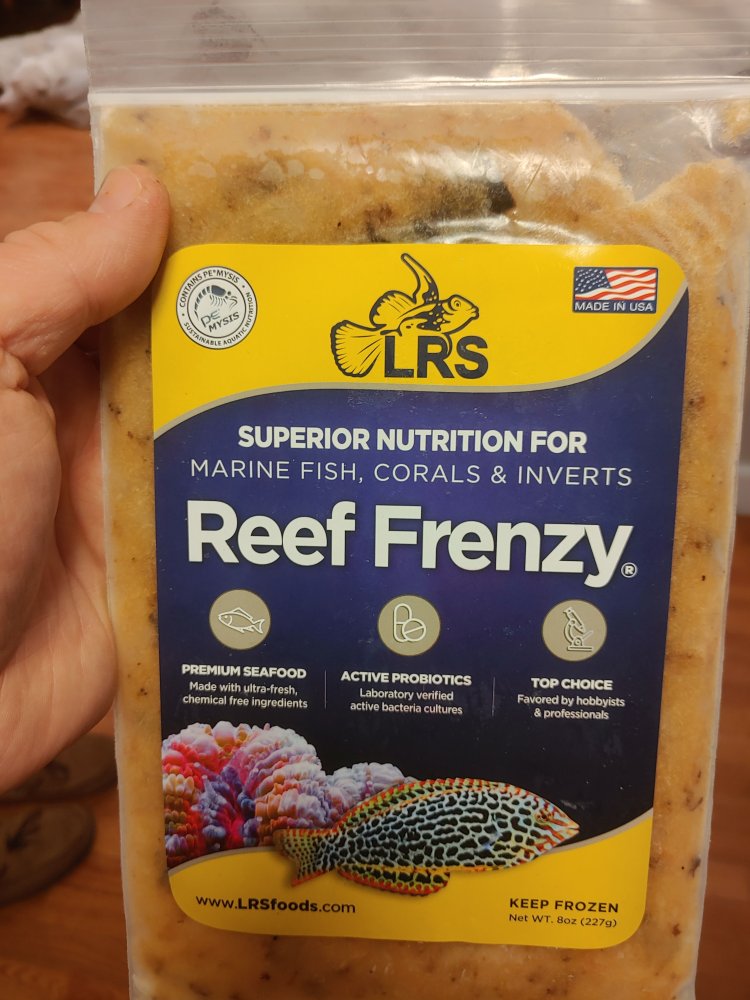 CONTAINS PE*MYSIS
PE
MYSIS
SUSTAINABLE AQUATIC NUTRITION
LRS
MADE IN USA
SUPERIOR NUTRITION FOR
MARINE FISH, CORALS & INVERTS
Reef Frenzy®
PREMIUM SEAFOOD
Made with ultra-fresh,
chemical free ingredients
ACTIVE PROBIOTICS
Laboratory verified
active bacteria cultures
TOP CHOICE
Favored by hobbyists
& professionals
www.LRSfoods.com
KEEP FROZEN
Net WT. 8oz (227g)